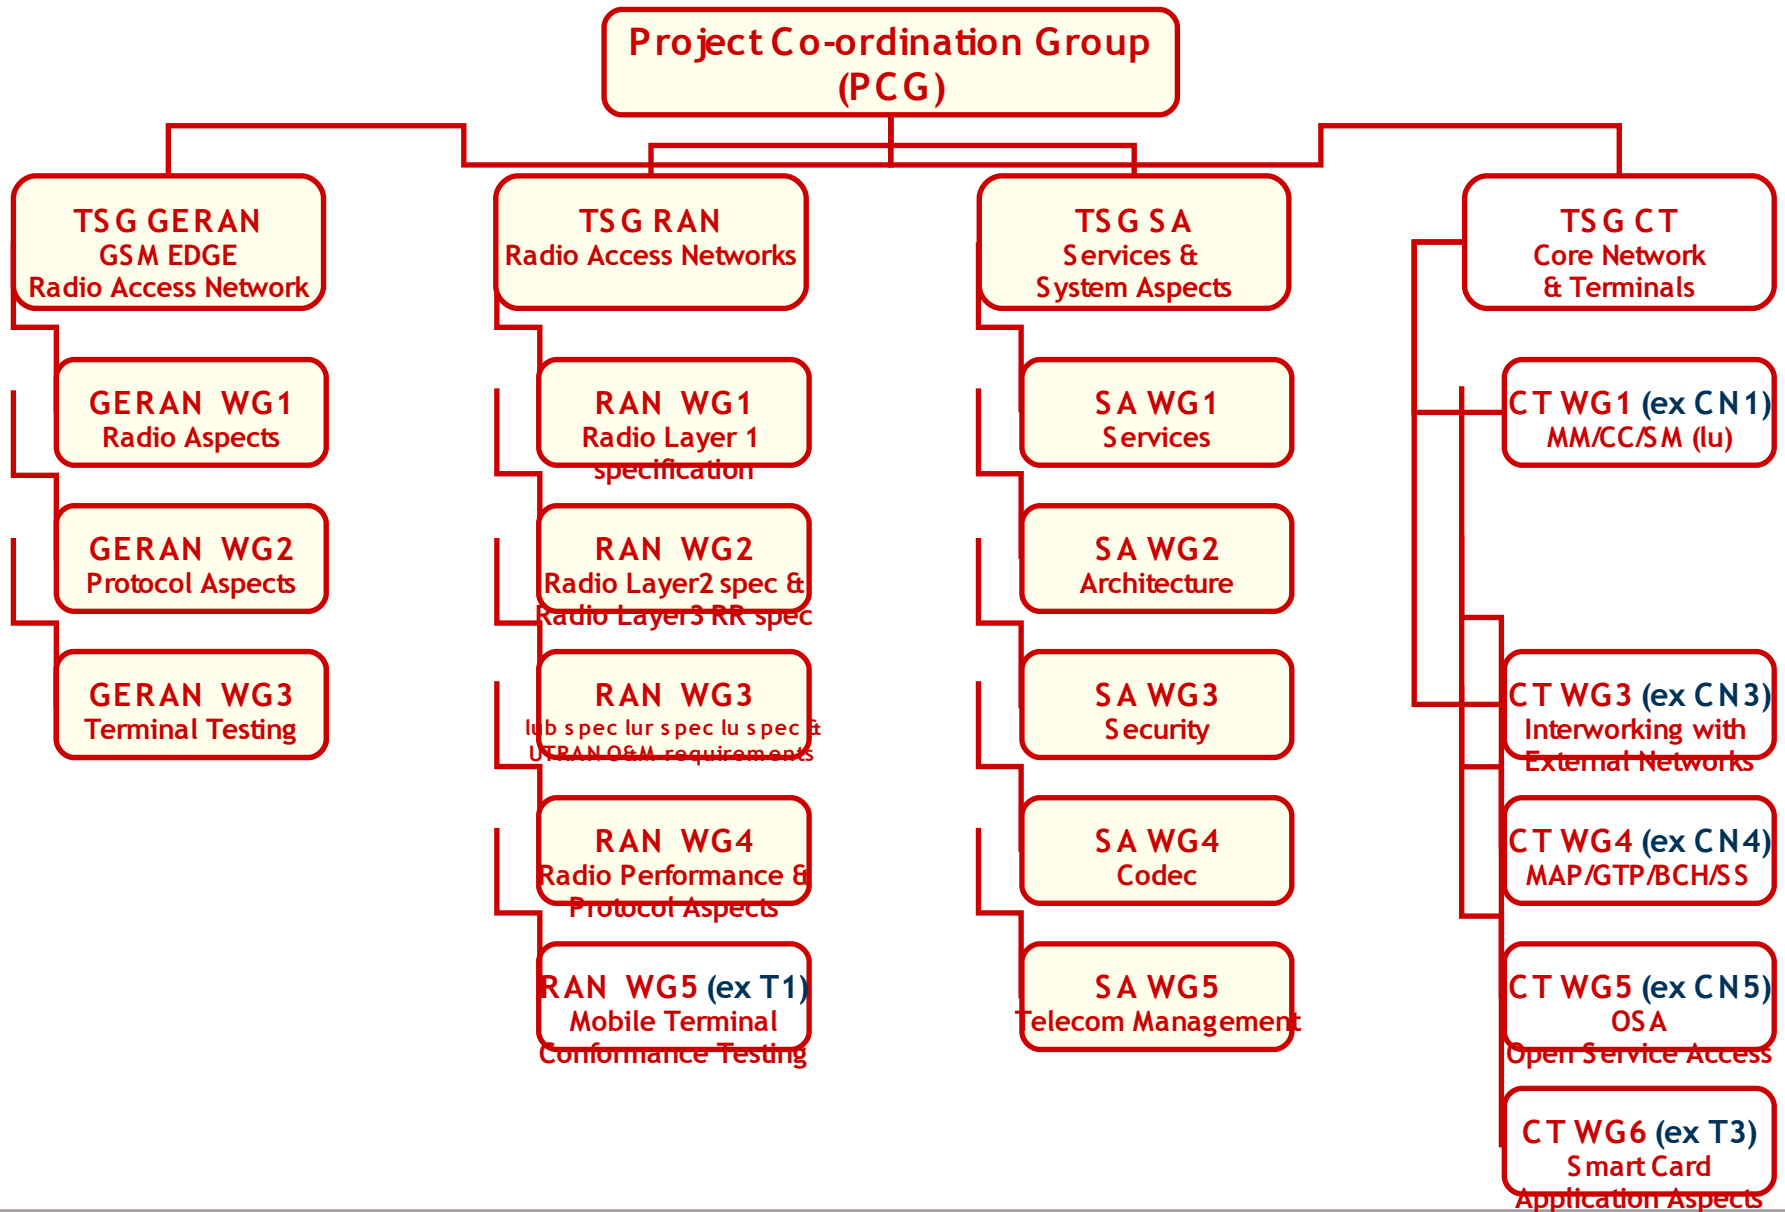 Project Co-ordination Group
(PCG)
TSG GERAN
GSM EDGE
Radio Access Network
TSG RAN
Radio Access Networks
TSG SA
Services &
System Aspects
TSG CT
Core Network
& Terminals
GERAN WG1
Radio Aspects
GERAN WG2
Protocol Aspects
GERAN WG3
Terminal Testing
RAN WG1
Radio Layer 1
specification
RAN WG2
Radio Layer2 spec &
Radio Layer3 RR spec
RAN WG3
lub spec lur spec lu spec &
UTRAN O&M requirements
RAN WG4
Radio Performance &
Protocol Aspects
RAN WG5 (ex T1)
Mobile Terminal
Conformance Testing
SA WG1
Services
SA WG2
Architecture
SA WG3
Security
SA WG4
Codec
SA WG5
Telecom Management
CT WG1 (ex CN1)
MM/CC/SM (lu)
CT WG3 (ex CN3)
Interworking with
External Networks
CT WG4 (ex CN4)
MAP/GTP/BCH/SS
CT WG5 (ex CN5)
OSA
Open Service Access
CT WG6 (ex T3)
Smart Card
Application Aspects